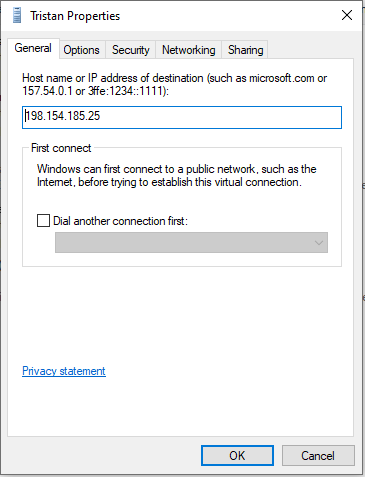 Tristan Properties
General Options Security Networking Sharing
Host name or IP address of destination (such as microsoft.com or
157.54.0.1 or 3ffe:1234::1111):
198.154.185.25
First connect
Windows can first connect to a public network, such as the
Internet, before trying to establish this virtual connection.
Dial another connection first:
Privacy statement
OK Cancel